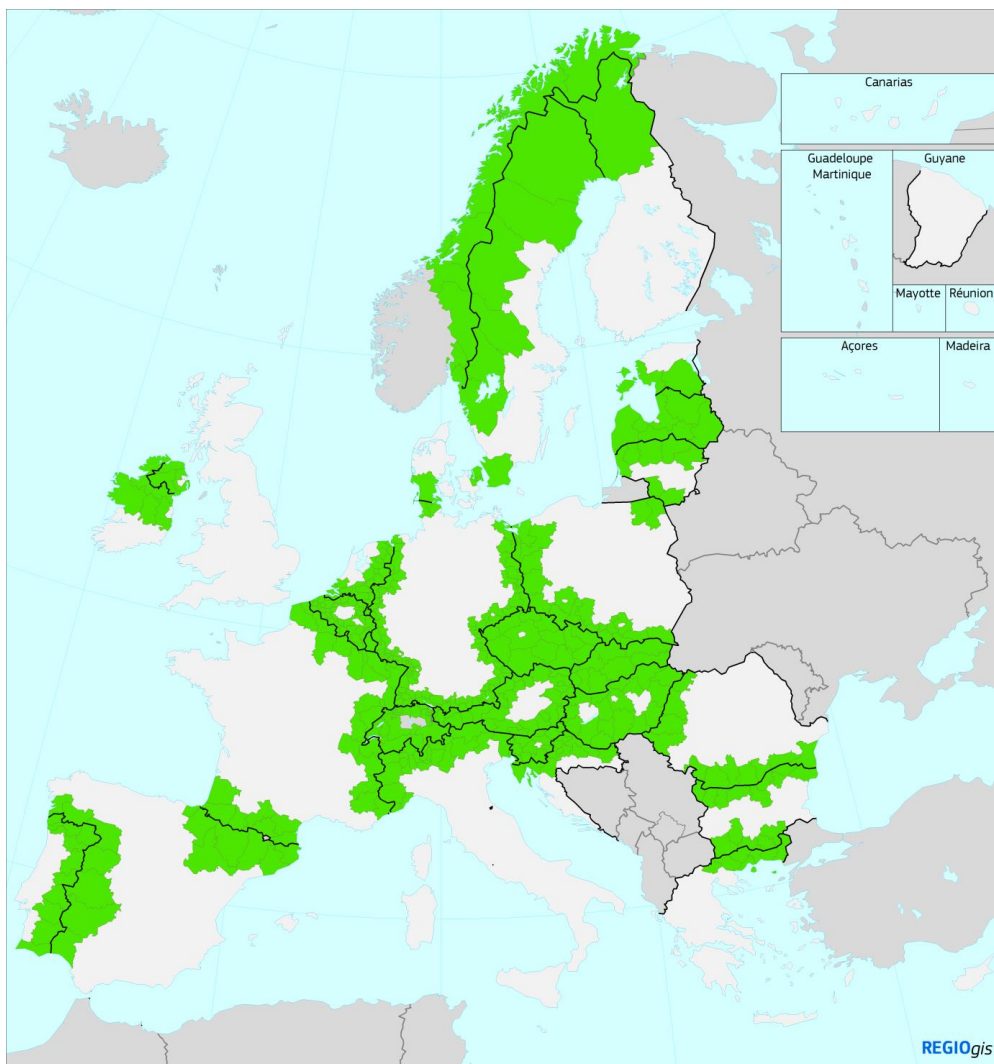 Canarias
Guadeloupe
Martinique
Guyane
Mayotte
Réunion
Açores
Madeira
REGIOgis